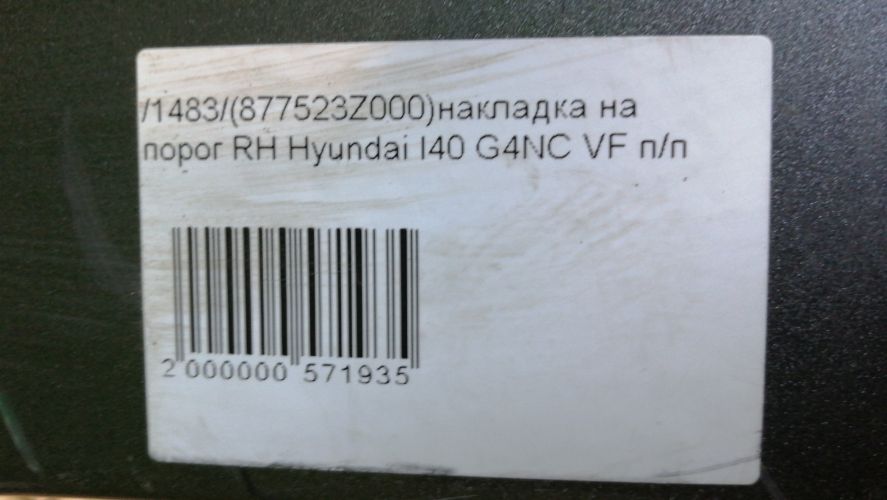 /1483/(877523Z000)накладка на
порог RH Hyundai I40 G4NC VF п/п
2 000000 571935